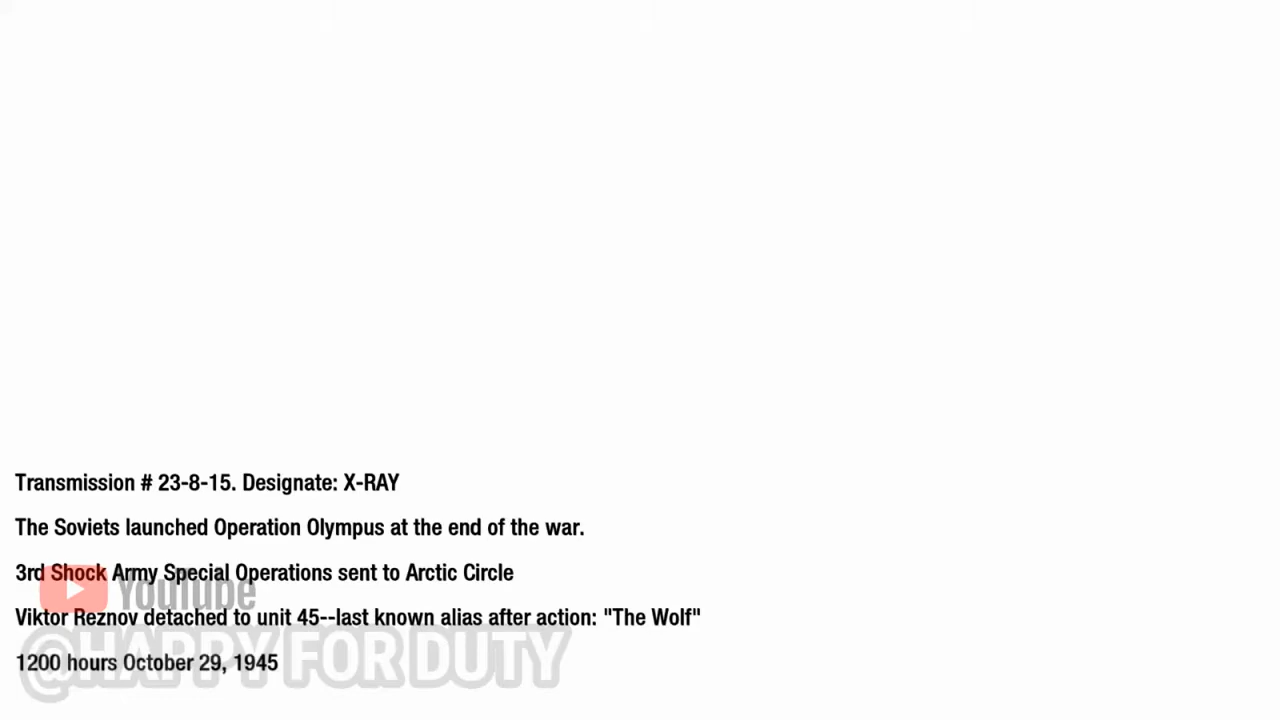 Transmission # 23-8-15. Designate: X-RAY
The Soviets launched Operation Olympus at the end of the war.
3rd Shock Army Special Operations sent to Arctic Circle
YouTube
Viktor Reznov detached to unit 45--last known alias after action: "The Wolf"
@HAPPY FOR DUTY
1200 hours October 29, 1945